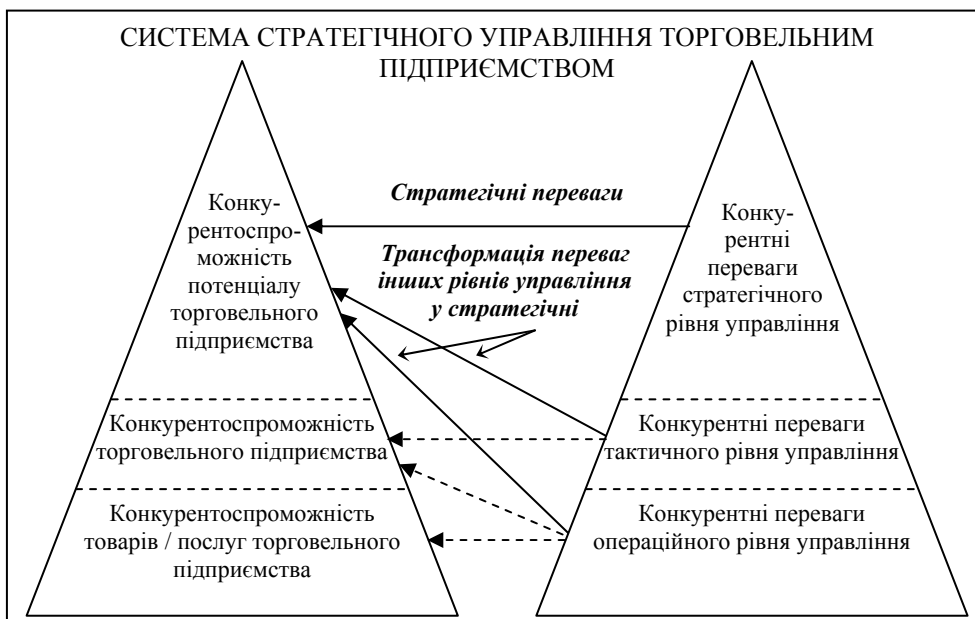 СИСТЕМА СТРАТЕГІЧНОГО УПРАВЛІННЯ ТОРГОВЕЛЬНИМ
ПІДПРИЄМСТВОМ
Конку-
рентоспро-
можність
потенціалу
торговельного
підприємства
Стратегічні переваги
Трансформація переваг
інших рівнів управління
у стратегічні
Конку-
рентні
переваги
стратегічного
рівня управління
Конкурентоспроможність
торговельного підприємства
Конкурентні переваги
тактичного рівня управління
Конкурентоспроможність
товарів / послуг торговельного
підприємства
Конкурентні переваги
операційного рівня управління